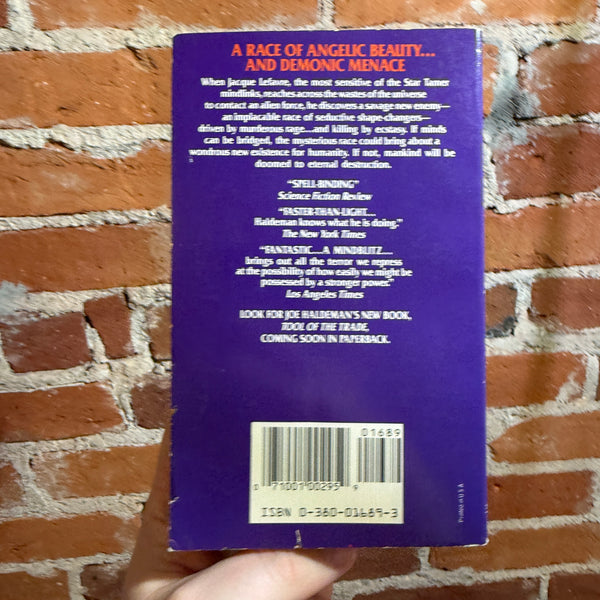 A RACE OF ANGELIC BEAUTY...
AND DEMONIC MENACE
When Jacque Lefavre, the most sensitive of the Star Tamer
mindlinks, reaches across the wastes of the universe
to contact an alien force, he discovers a savage new enemy—
an implacable race of seductive shape-changers—
driven by murderous rage...and killing by ecstasy. If minds
can be bridged, the mysterious race could bring about a
wondrous new existence for humanity. If not, mankind will be
doomed to eternal destruction.
"SPELL-BINDING"
Science Fiction Review
"FASTER-THAN-LIGHT...
Haldeman knows what he is doing."
The New York Times
"FANTASTIC...A MINDBLITZ....
brings out all the terror we repress
at the possibility of how easily we might be
possessed by a stronger power."
Los Angeles Times
LOOK FOR JOE HALDEMAN'S NEW BOOK,
TOOL OF THE TRADE,
COMING SOON IN PAPERBACK.
01689
0 71001 00295 9
ISBN 0-380-01689-3
Printed in U.S.A.